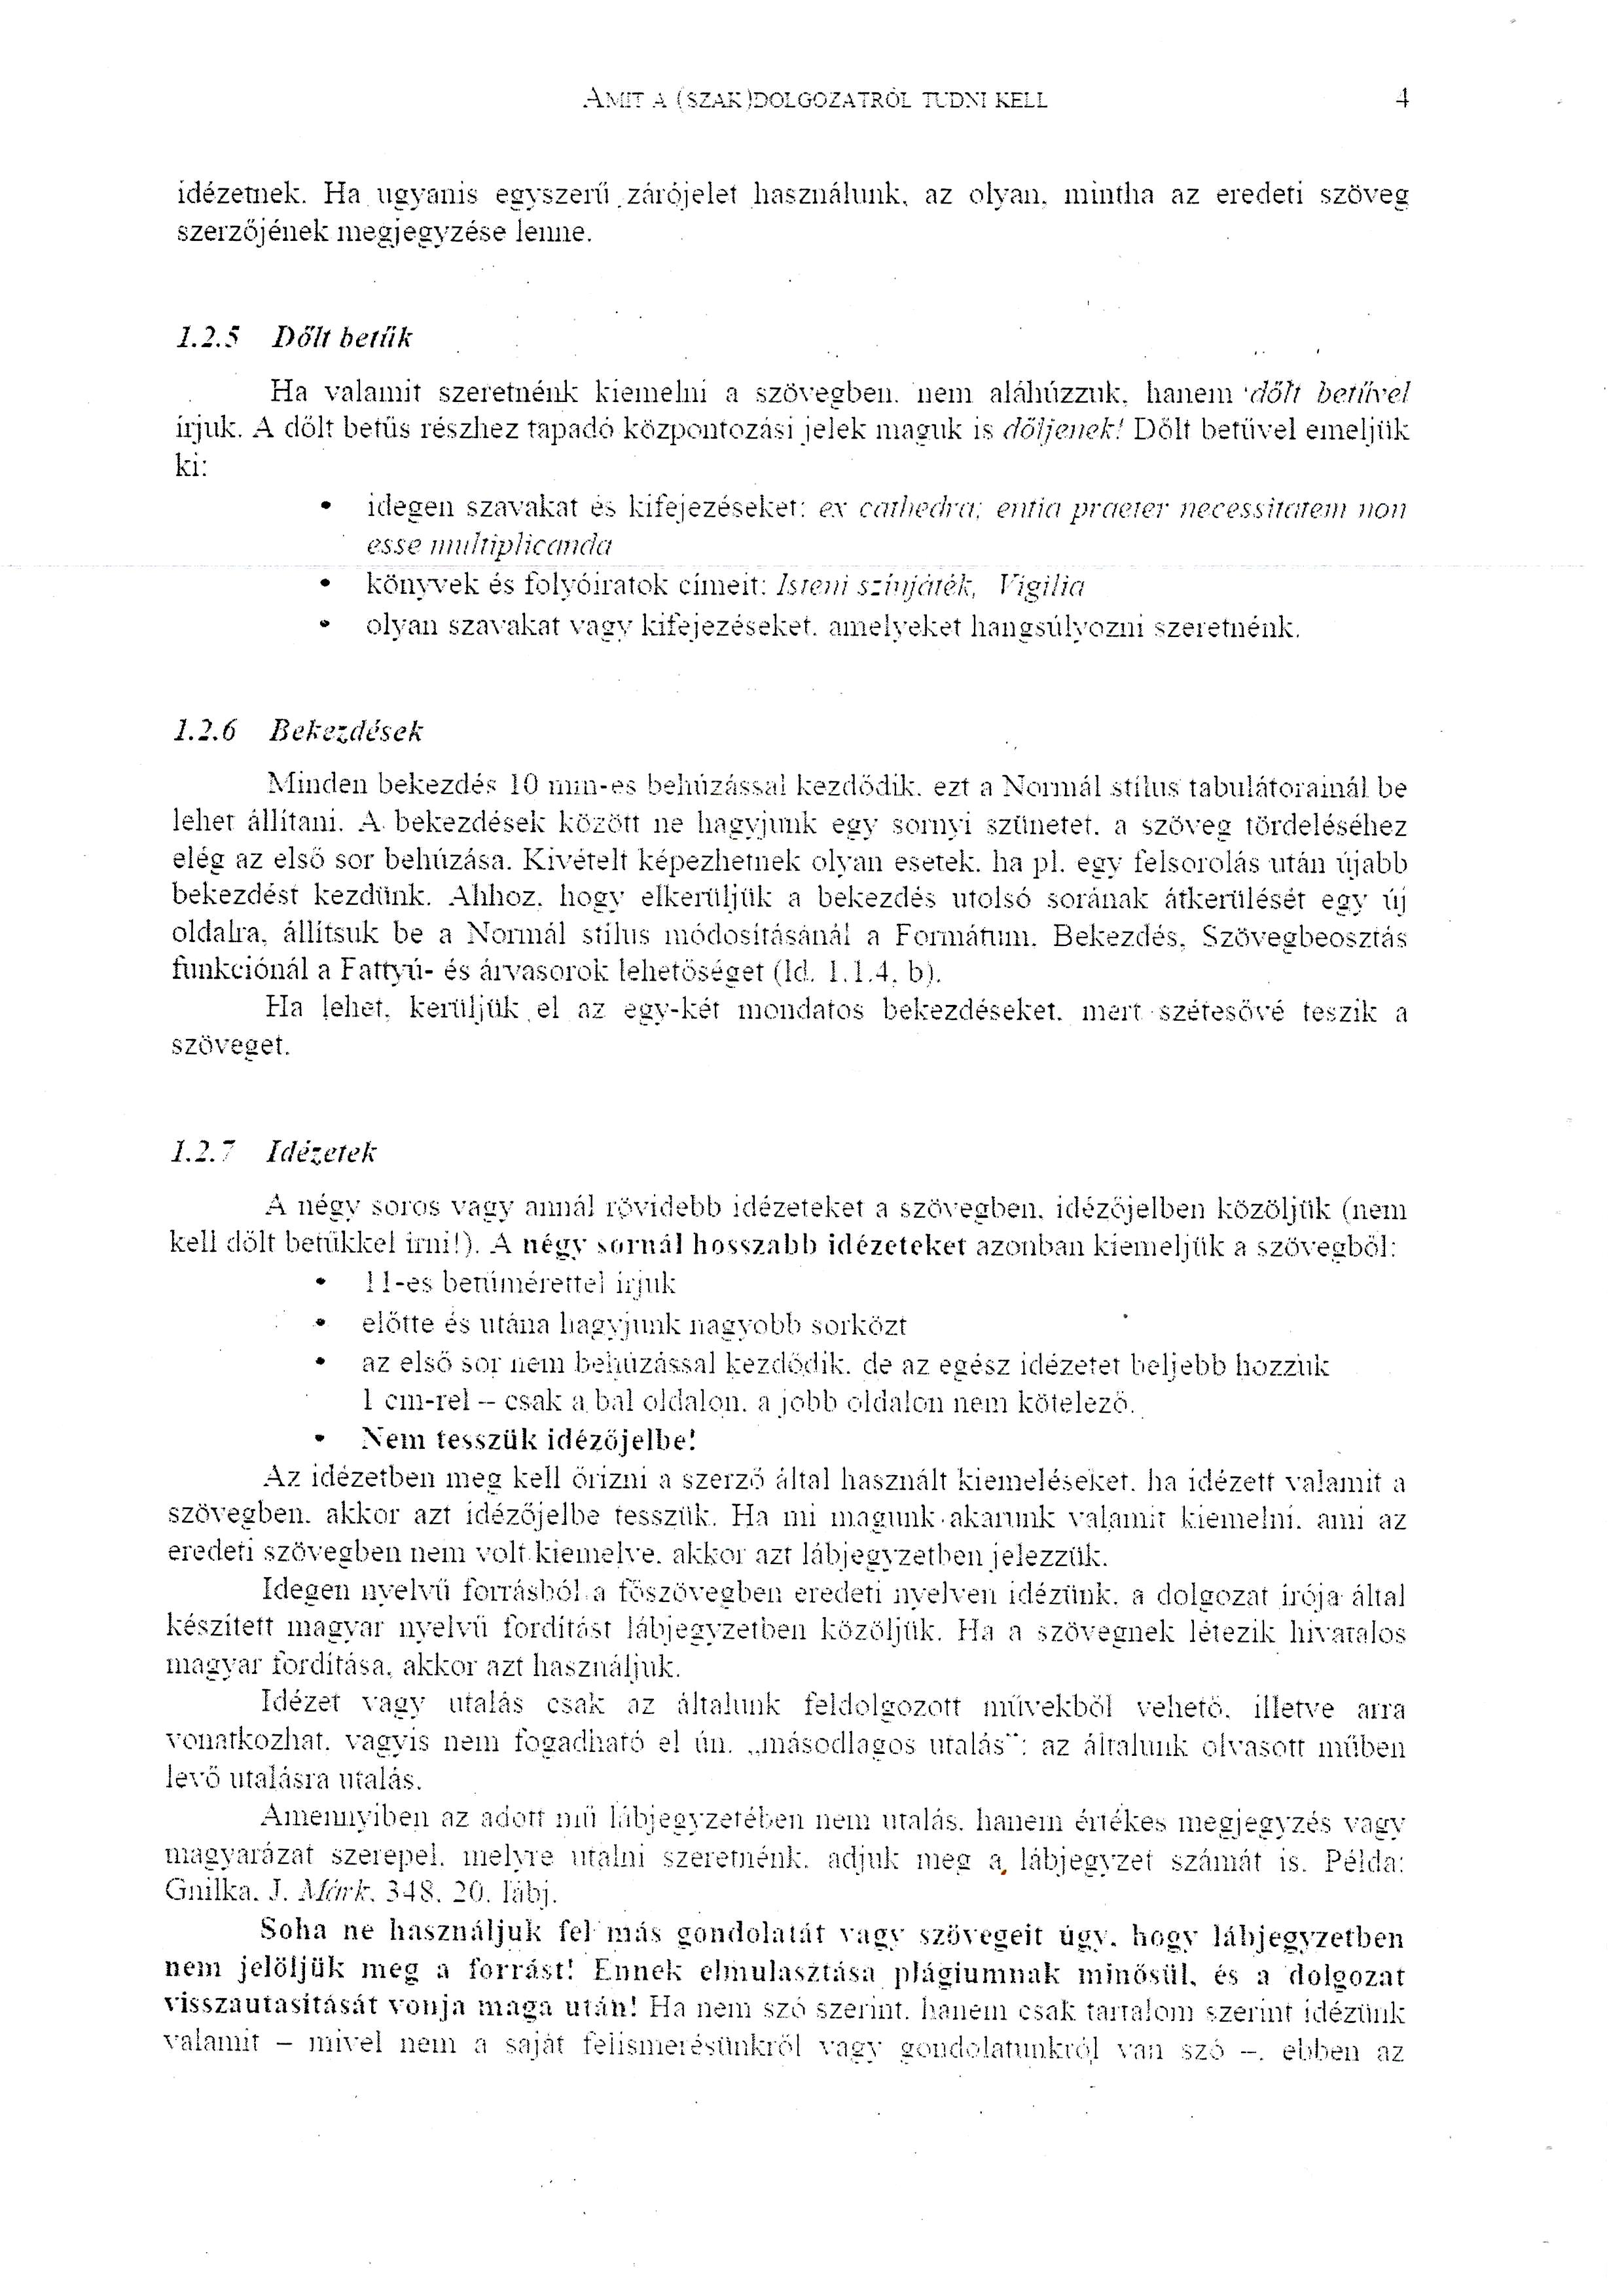 AMIT A (SZAK)DOLGOZATRÓL TUDNI KELL 4
idézetnek. Ha ugyanis egyszerű zárójelet használunk, az olyan, mintha az eredeti szöveg
szerzőjének megjegyzése lenne.
1.2.5 Dőlt betűk
Ha valamit szeretnénk kiemelni a szövegben, nem aláhúzzuk, hanem dőlt betűvel
írjuk. A dőlt betűs részhez tapadó központozási jelek maguk is dőljenek! Dőlt betűvel emeljük
ki:
• idegen szavakat és kifejezéseket: ex cathedra; entia praeter necessitatem non
esse multiplicanda
• könyvek és folyóiratok címeit: Isteni színjáték, Vigilia
• olyan szavakat vagy kifejezéseket, amelyeket hangsúlyozni szeretnénk.
1.2.6 Bekezdések
Minden bekezdés 10 mm-es behúzással kezdődik, ezt a Normál stílus tabulátorainál be
lehet állítani. A bekezdések között ne hagyjunk egy sornyi szünetet, a szöveg tördeléséhez
elég az első sor behúzása. Kivételt képezhetnek olyan esetek, ha pl. egy felsorolás után újabb
bekezdést kezdünk. Ahhoz, hogy elkerüljük a bekezdés utolsó sorának átkerülését egy új
oldalra, állítsuk be a Normál stílus módosításánál a Formátum, Bekezdés, Szövegbeosztás
funkciónál a Fattyú- és árvasorok lehetőséget (ld. 1.1.4. b).
Ha lehet, kerüljük el az egy-két mondatos bekezdéseket, mert szétesővé teszik a
szöveget.
1.2.7 Idézetek
A négy soros vagy annál rövidebb idézeteket a szövegben, idézőjelben közöljük (nem
kell dőlt betűkkel írni!). A négy sornál hosszabb idézeteket azonban kiemeljük a szövegből:
• 11-es betűmérettel írjuk
• előtte és utána hagyjunk nagyobb sorközt
• az első sor nem behúzással kezdődik, de az egész idézetet beljebb hozzuk
1 cm-rel – csak a bal oldalon, a jobb oldalon nem kötelező.
• Nem tesszük idézőjelbe!
Az idézetben meg kell őrizni a szerző által használt kiemeléseket, ha idézett valamit a
szövegben, akkor azt idézőjelbe tesszük. Ha mi magunk akarunk valamit kiemelni, ami az
eredeti szövegben nem volt kiemelve, akkor azt lábjegyzetben jelezzük.
Idegen nyelvű forrásból a főszövegben eredeti nyelven idézünk, a dolgozat írója által
készített magyar nyelvű fordítást lábjegyzetben közöljük. Ha a szövegnek létezik hivatalos
magyar fordítása, akkor azt használjuk.
Idézet vagy utalás csak az általunk feldolgozott művekből vehető, illetve arra
vonatkozhat, vagyis nem fogadható el ún. „másodlagos utalás”: az általunk olvasott műben
levő utalásra utalás.
Amennyiben az adott mű lábjegyzetében nem utalás, hanem értékes megjegyzés vagy
magyarázat szerepel, melyre utalni szeretnénk, adjuk meg a lábjegyzet számát is. Példa:
Gnilka, J. Márk, 348, 20. lábj.
Soha ne használjuk fel más gondolatát vagy szövegeit úgy, hogy lábjegyzetben
nem jelöljük meg a forrást! Ennek elmulasztása plágiumnak minősül, és a dolgozat
visszautasítását vonja maga után! Ha nem szó szerint, hanem csak tartalom szerint idézünk
valamit – mivel nem a saját felismerésünkről vagy gondolatunkról van szó –, ebben az